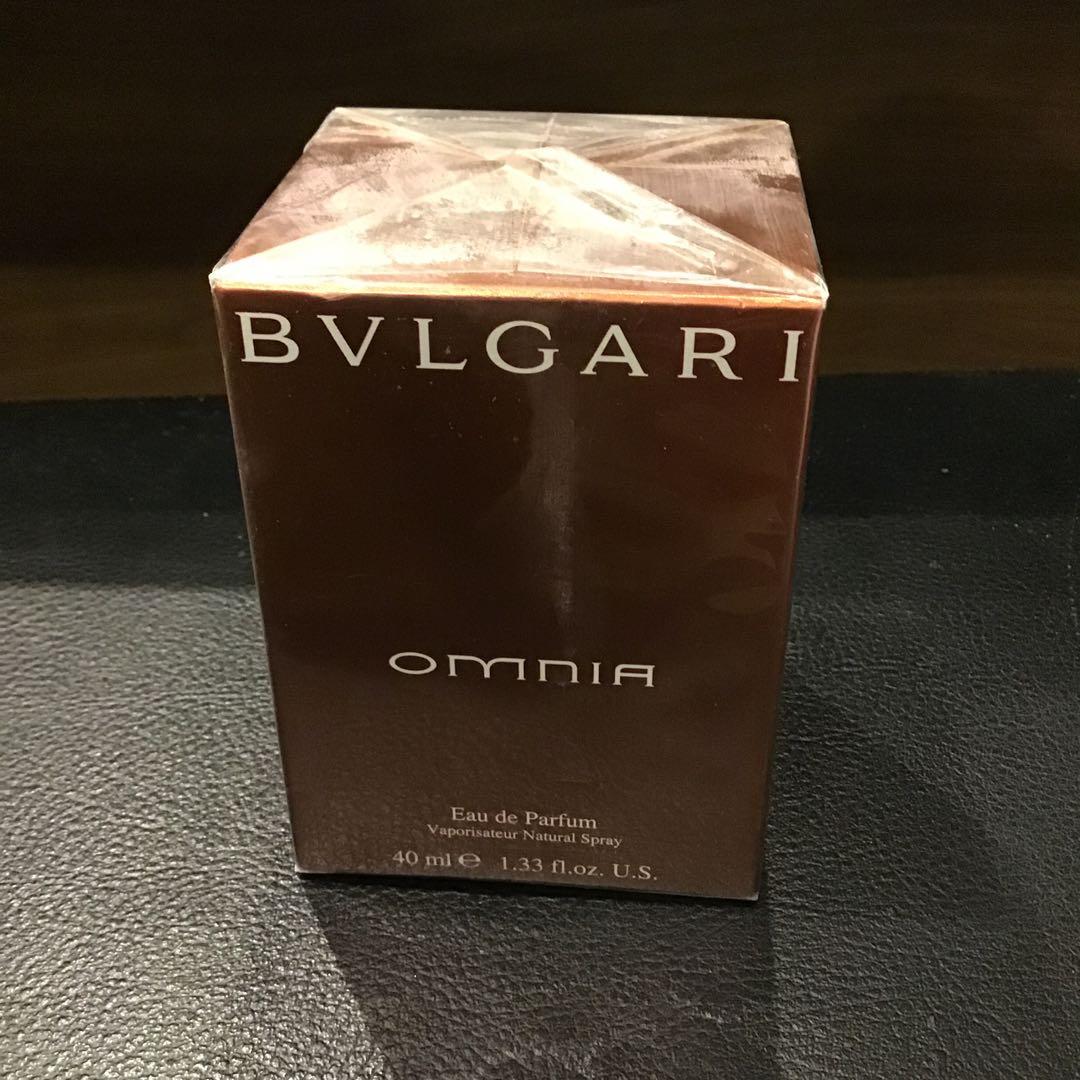 BVLGARI
OMNIA
Eau de Parfum
Vaporisateur Natural Spray
40 ml ℮ 1.33 fl.oz. U.S.